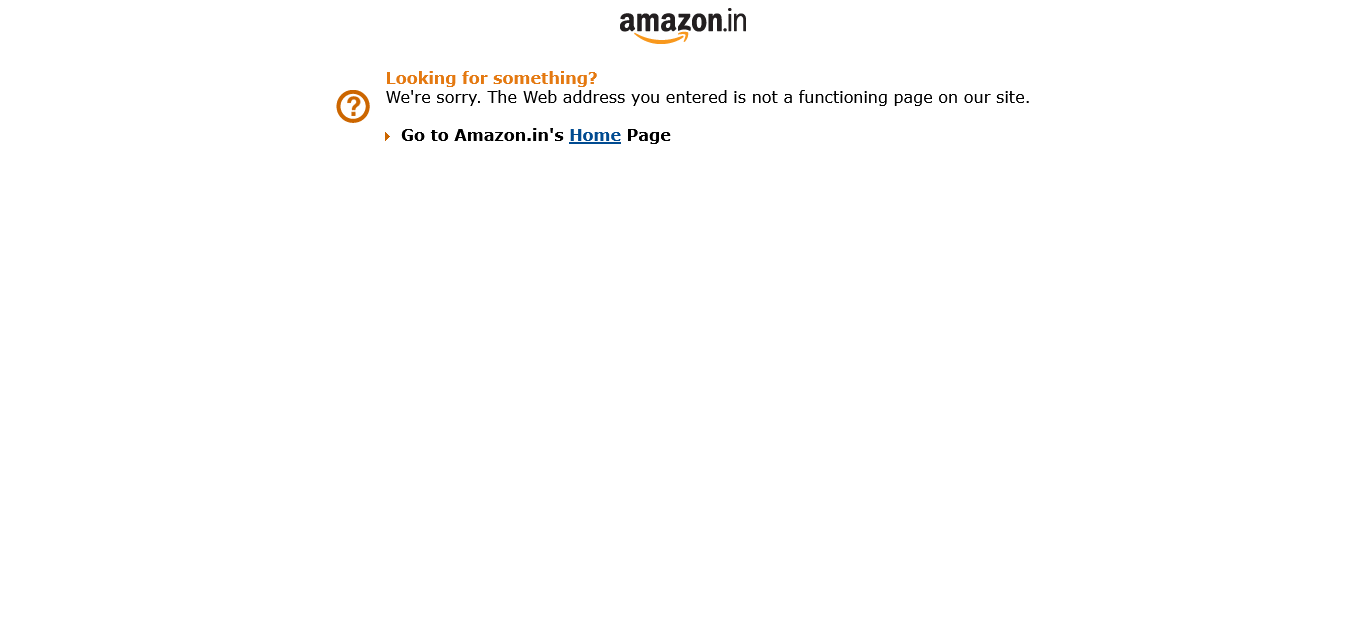 amazon.in
Looking for something?
We're sorry. The Web address you entered is not a functioning page on our site.
Go to Amazon.in's Home Page